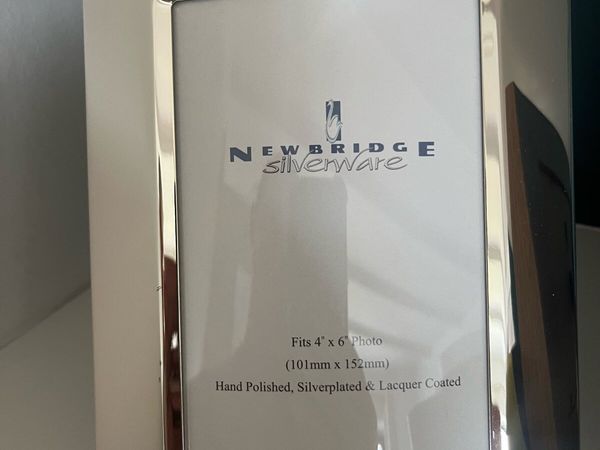 NEWBRIDGE
silverware
Fits 4" x 6" Photo
(101mm x 152mm)
Hand Polished, Silverplated & Lacquer Coated